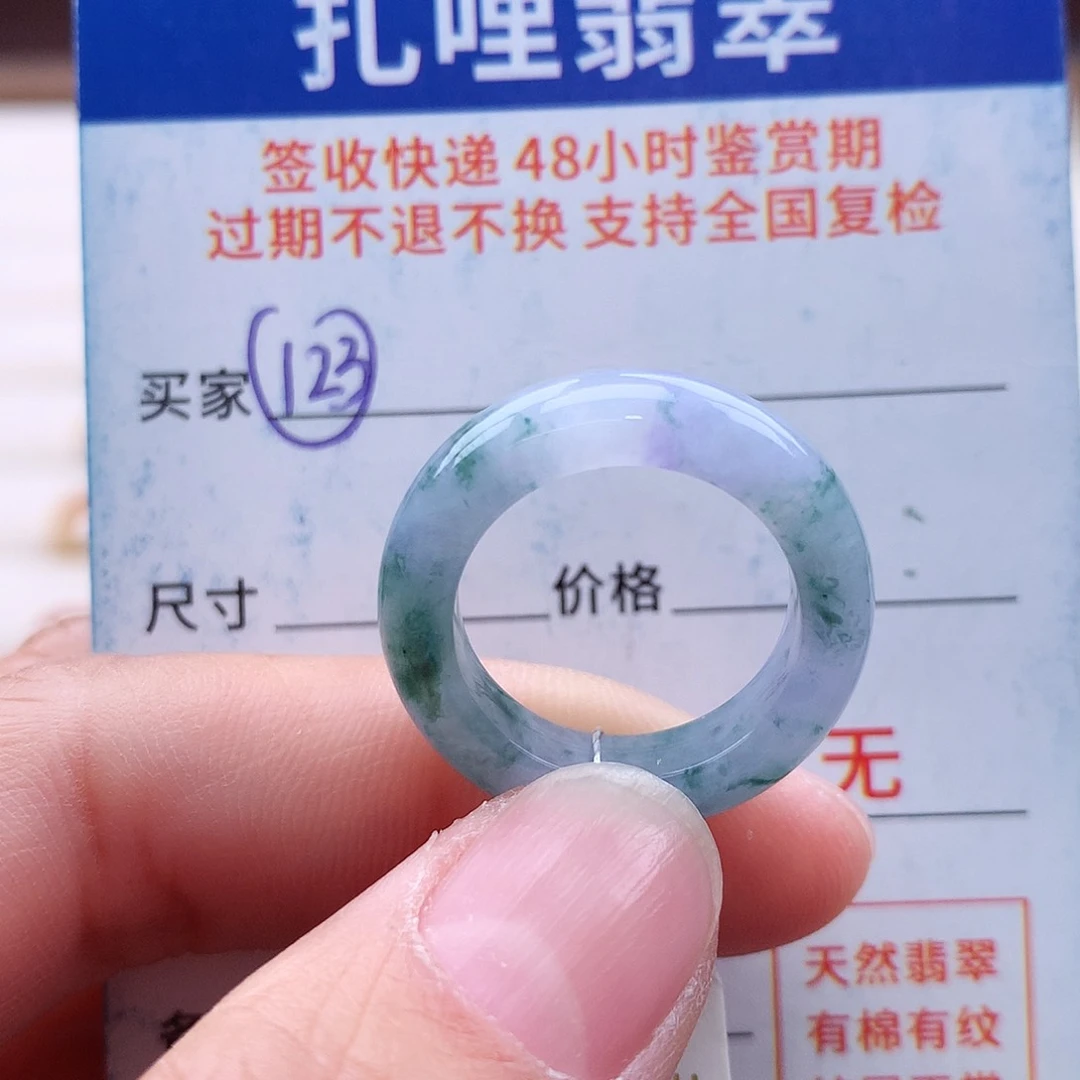 扎哩翡翠
签收快递 48小时鉴赏期
过期不退不换 支持全国复检
买家 123
尺寸 价格
无
天然翡翠
有棉有纹